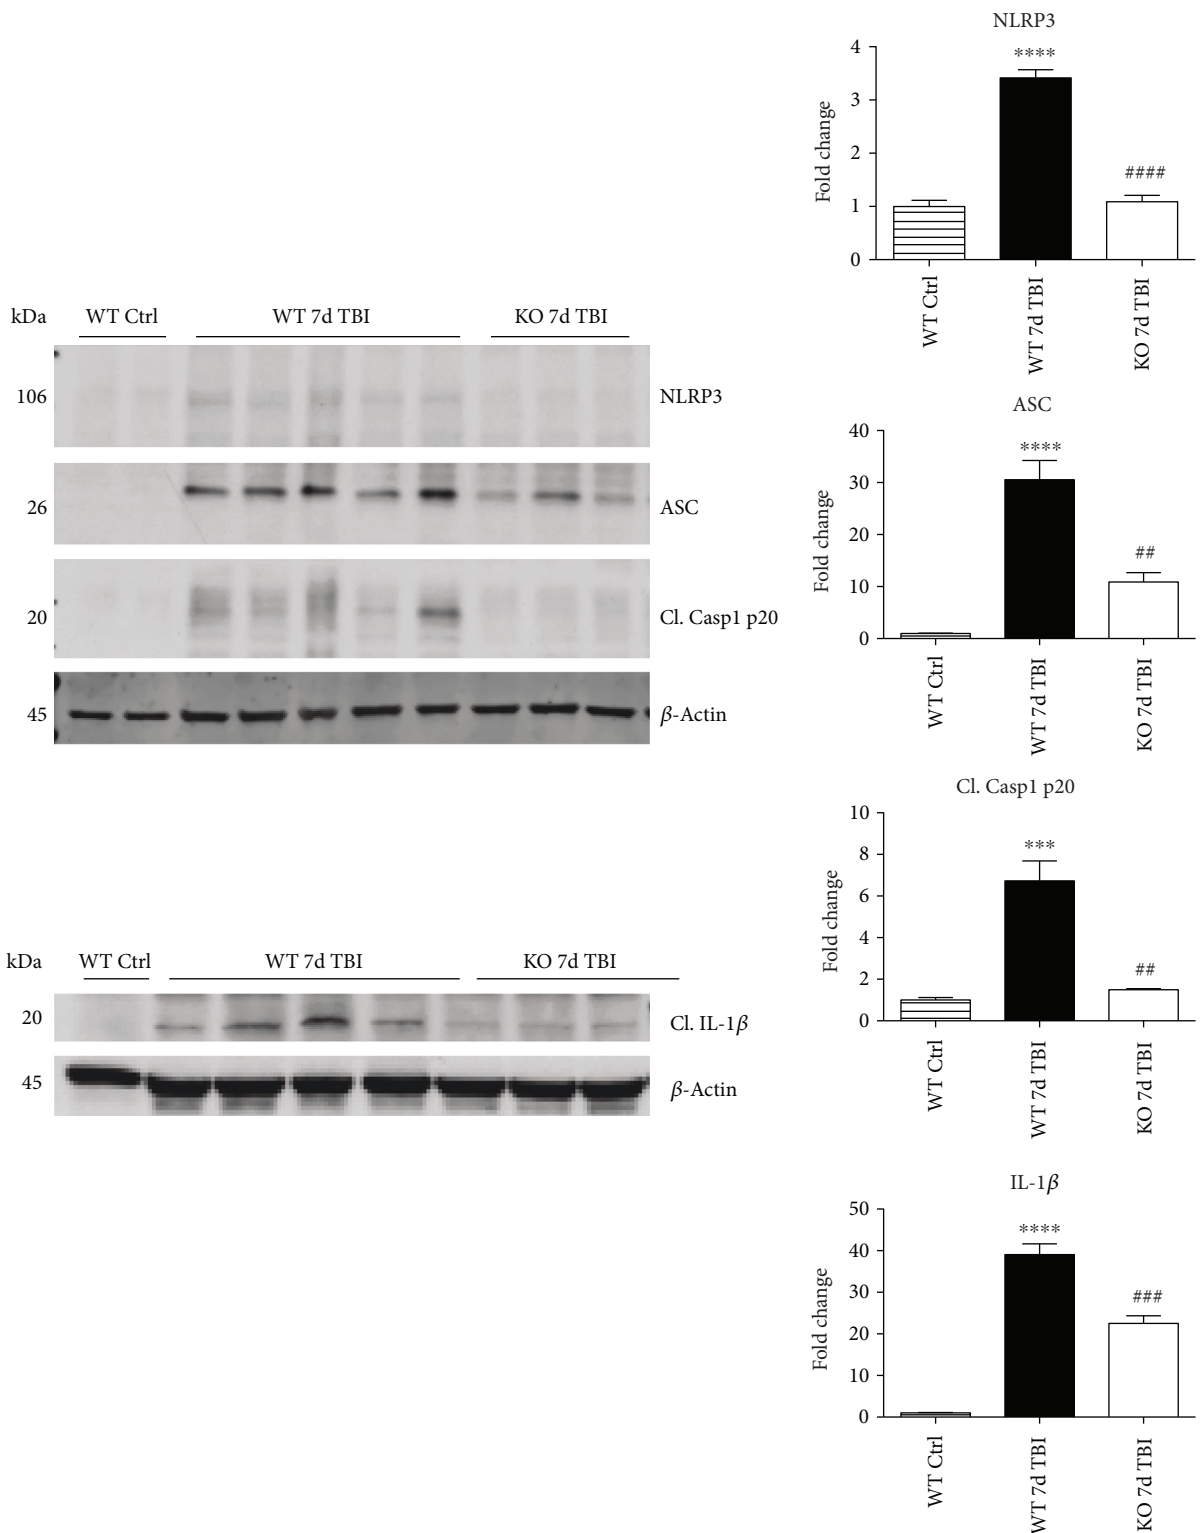 kDa
WT Ctrl
WT 7d TBI
KO 7d TBI
106
NLRP3
26
ASC
20
Cl. Casp1 p20
45
β-Actin
kDa
WT Ctrl
WT 7d TBI
KO 7d TBI
20
Cl. IL-1β
45
β-Actin
NLRP3
Fold change
4
3
2
1
0
****
####
WT Ctrl
WT 7d TBI
KO 7d TBI
ASC
Fold change
40
30
20
10
0
****
##
WT Ctrl
WT 7d TBI
KO 7d TBI
Cl. Casp1 p20
Fold change
10
8
6
4
2
0
***
##
WT Ctrl
WT 7d TBI
KO 7d TBI
IL-1β
Fold change
50
40
30
20
10
0
****
###
WT Ctrl
WT 7d TBI
KO 7d TBI